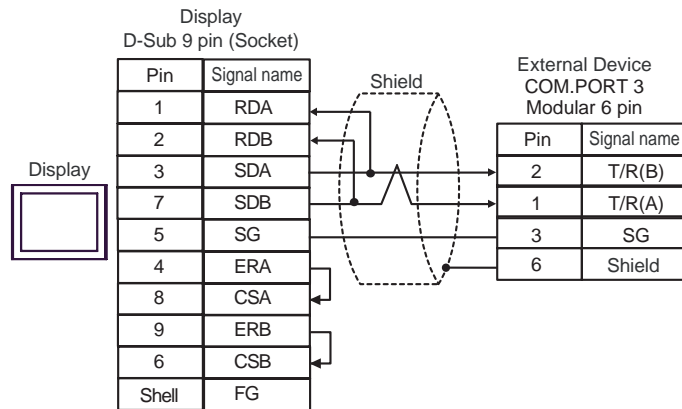 Display
D-Sub 9 pin (Socket)
Pin Signal name
1 RDA
2 RDB
3 SDA
7 SDB
5 SG
4 ERA
8 CSA
9 ERB
6 CSB
Shell FG
Display
Shield
External Device
COM.PORT 3
Modular 6 pin
Pin Signal name
2 T/R(B)
1 T/R(A)
3 SG
6 Shield